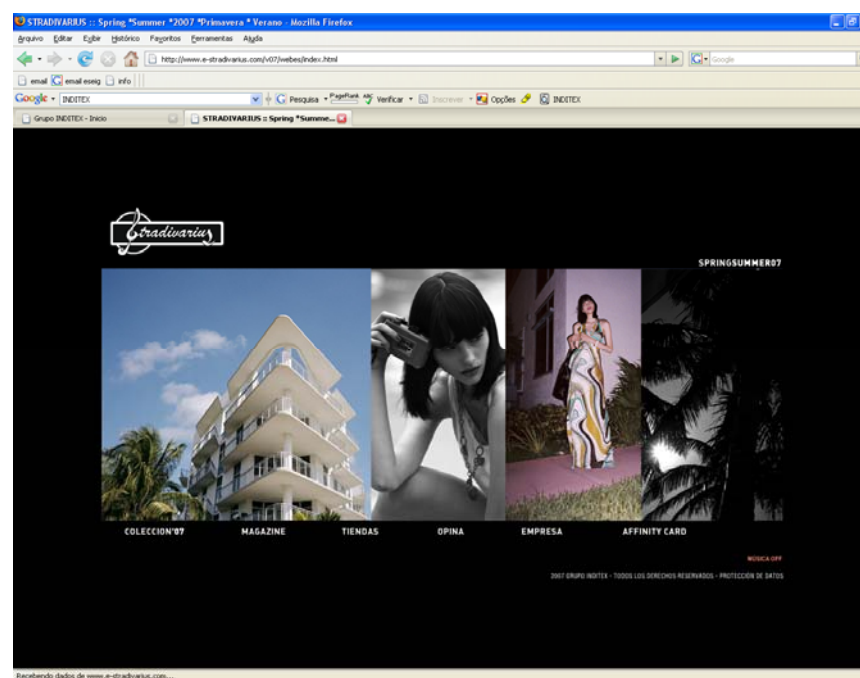 STRADIVARIUS :: Spring *Summer *2007 *Primavera * Verano - Mozilla Firefox
Arquivo Editar Exibir Histórico Favoritos Ferramentas Ajuda
http://www.e-stradivarius.com/v07/webes/index.html
Google
email email eseig info
Google INDITEX Pesquisa PageRank ABC Verificar Inscrever Opções INDITEX
Grupo INDITEX - Inicio STRADIVARIUS :: Spring *Summe...
Stradivarius
SPRINGSUMMER07
COLECCION'07 MAGAZINE TIENDAS OPINA EMPRESA AFFINITY CARD
MÚSICA OFF
2007 GRUPO INDITEX - TODOS LOS DERECHOS RESERVADOS - PROTECCIÓN DE DATOS
Recebendo dados de www.e-stradivarius.com...